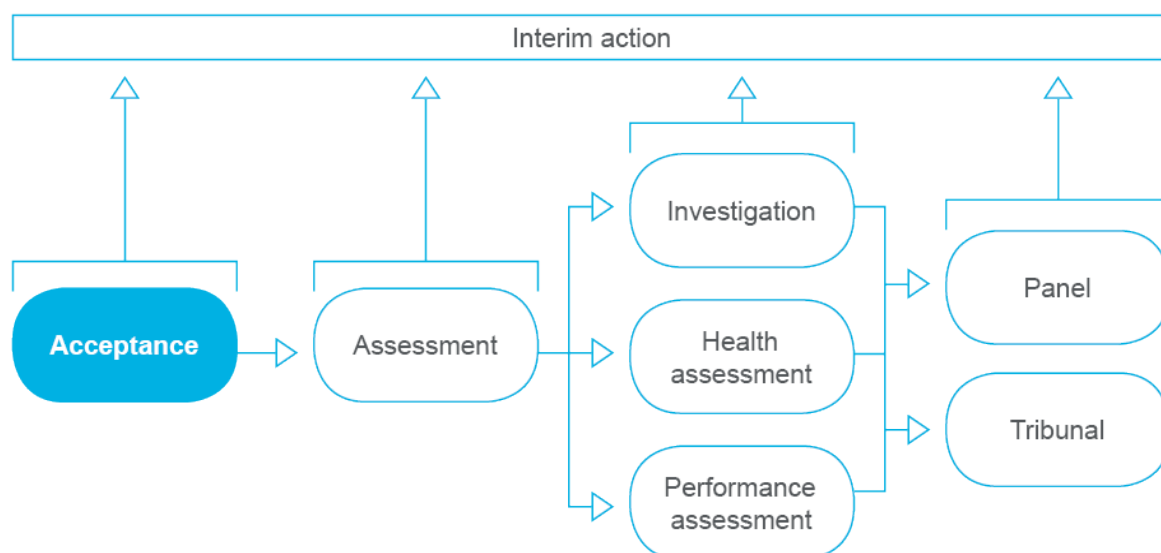 Interim action
Acceptance
Assessment
Investigation
Health
assessment
Performance
assessment
Panel
Tribunal